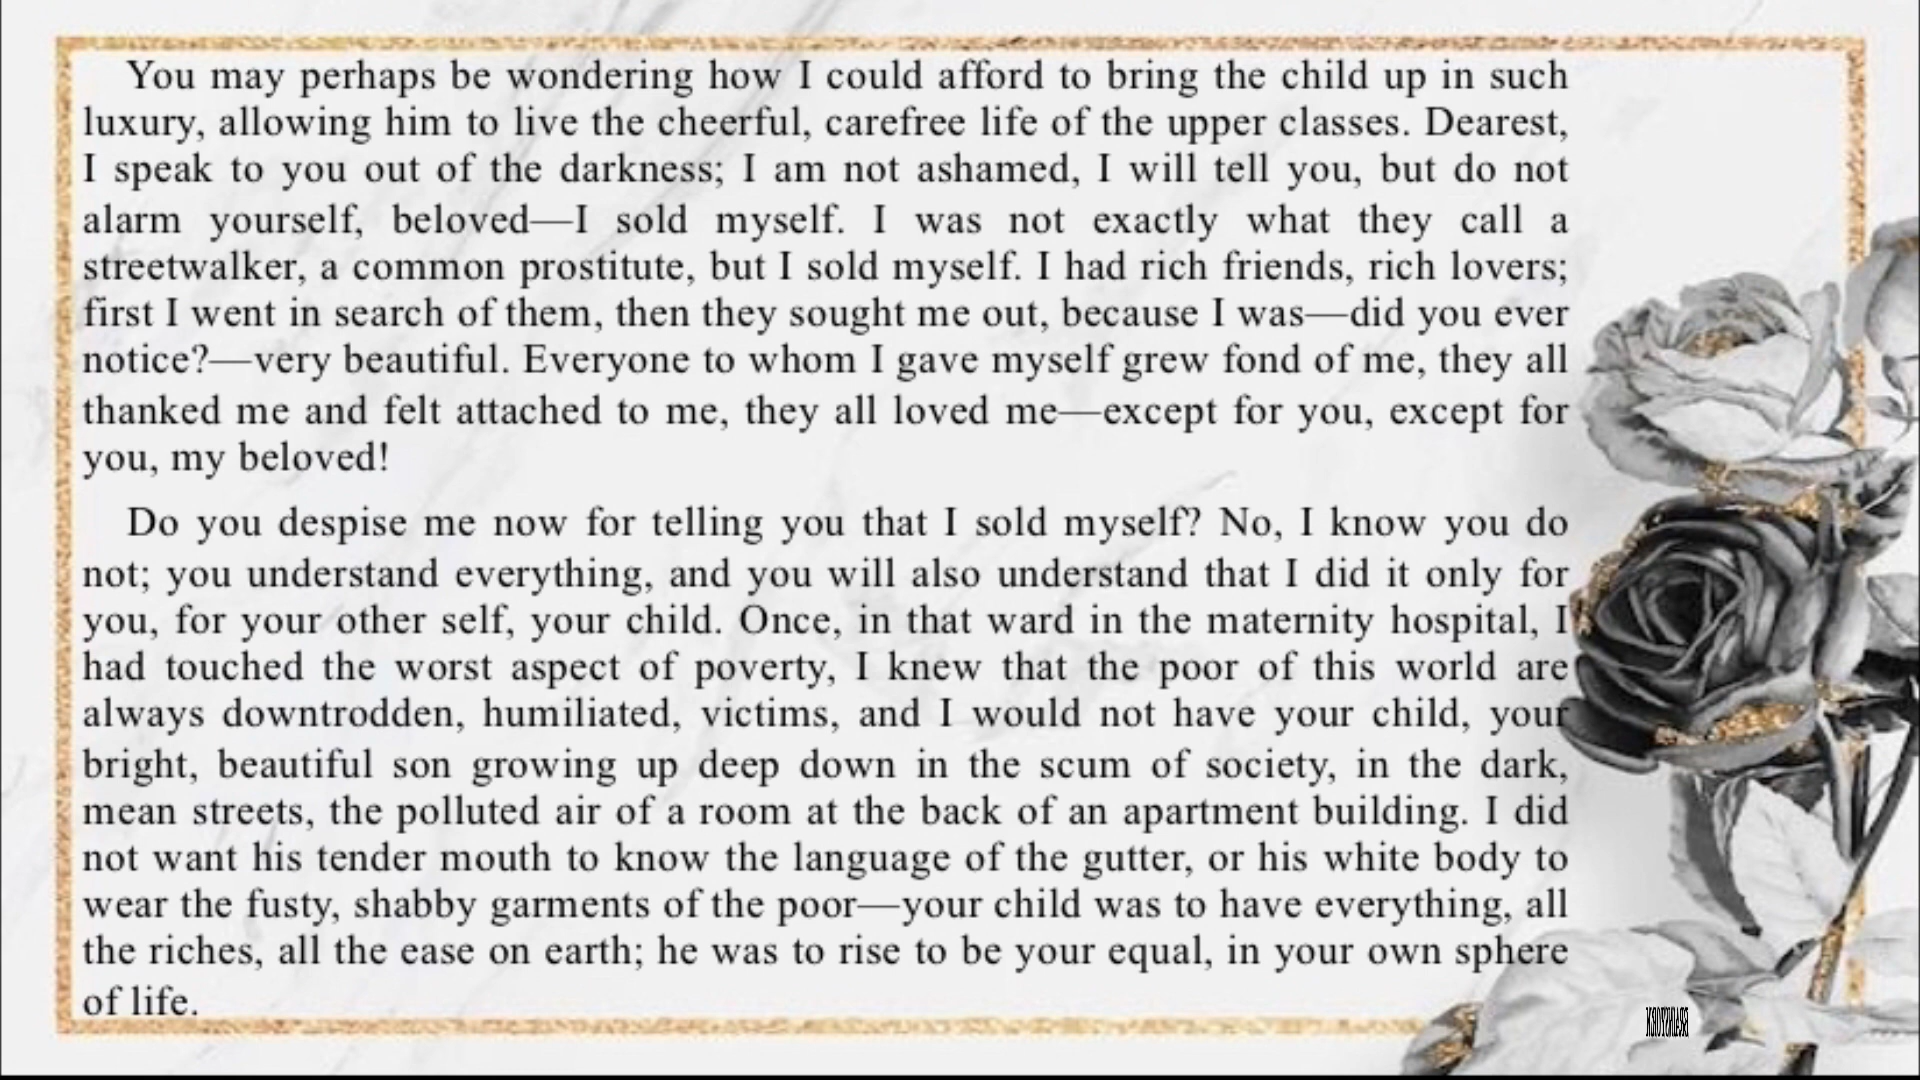 You may perhaps be wondering how I could afford to bring the child up in such
luxury, allowing him to live the cheerful, carefree life of the upper classes. Dearest,
I speak to you out of the darkness; I am not ashamed, I will tell you, but do not
alarm yourself, beloved—I sold myself. I was not exactly what they call a
streetwalker, a common prostitute, but I sold myself. I had rich friends, rich lovers;
first I went in search of them, then they sought me out, because I was—did you ever
notice?—very beautiful. Everyone to whom I gave myself grew fond of me, they all
thanked me and felt attached to me, they all loved me—except for you, except for
you, my beloved!
Do you despise me now for telling you that I sold myself? No, I know you do
not; you understand everything, and you will also understand that I did it only for
you, for your other self, your child. Once, in that ward in the maternity hospital, I
had touched the worst aspect of poverty, I knew that the poor of this world are
always downtrodden, humiliated, victims, and I would not have your child, your
bright, beautiful son growing up deep down in the scum of society, in the dark,
mean streets, the polluted air of a room at the back of an apartment building. I did
not want his tender mouth to know the language of the gutter, or his white body to
wear the fusty, shabby garments of the poor—your child was to have everything, all
the riches, all the ease on earth; he was to rise to be your equal, in your own sphere
of life.